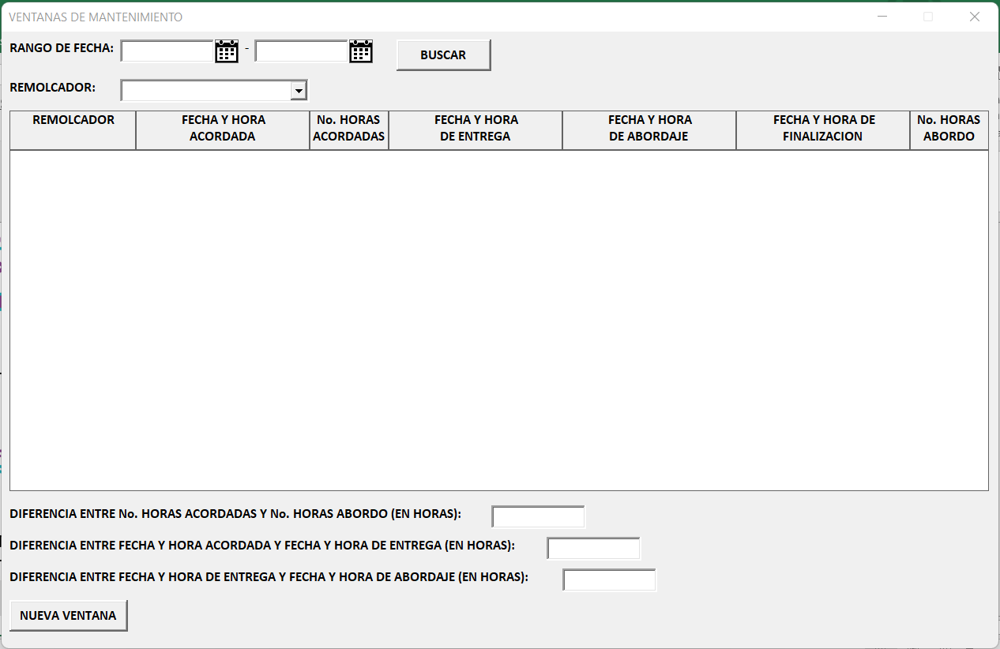 VENTANAS DE MANTENIMIENTO
RANGO DE FECHA: - BUSCAR
REMOLCADOR:
REMOLCADOR FECHA Y HORA No. HORAS FECHA Y HORA FECHA Y HORA FECHA Y HORA DE No. HORAS
ACORDADA ACORDADAS DE ENTREGA DE ABORDAJE FINALIZACION ABORDO
DIFERENCIA ENTRE No. HORAS ACORDADAS Y No. HORAS ABORDO (EN HORAS):
DIFERENCIA ENTRE FECHA Y HORA ACORDADA Y FECHA Y HORA DE ENTREGA (EN HORAS):
DIFERENCIA ENTRE FECHA Y HORA DE ENTREGA Y FECHA Y HORA DE ABORDAJE (EN HORAS):
NUEVA VENTANA